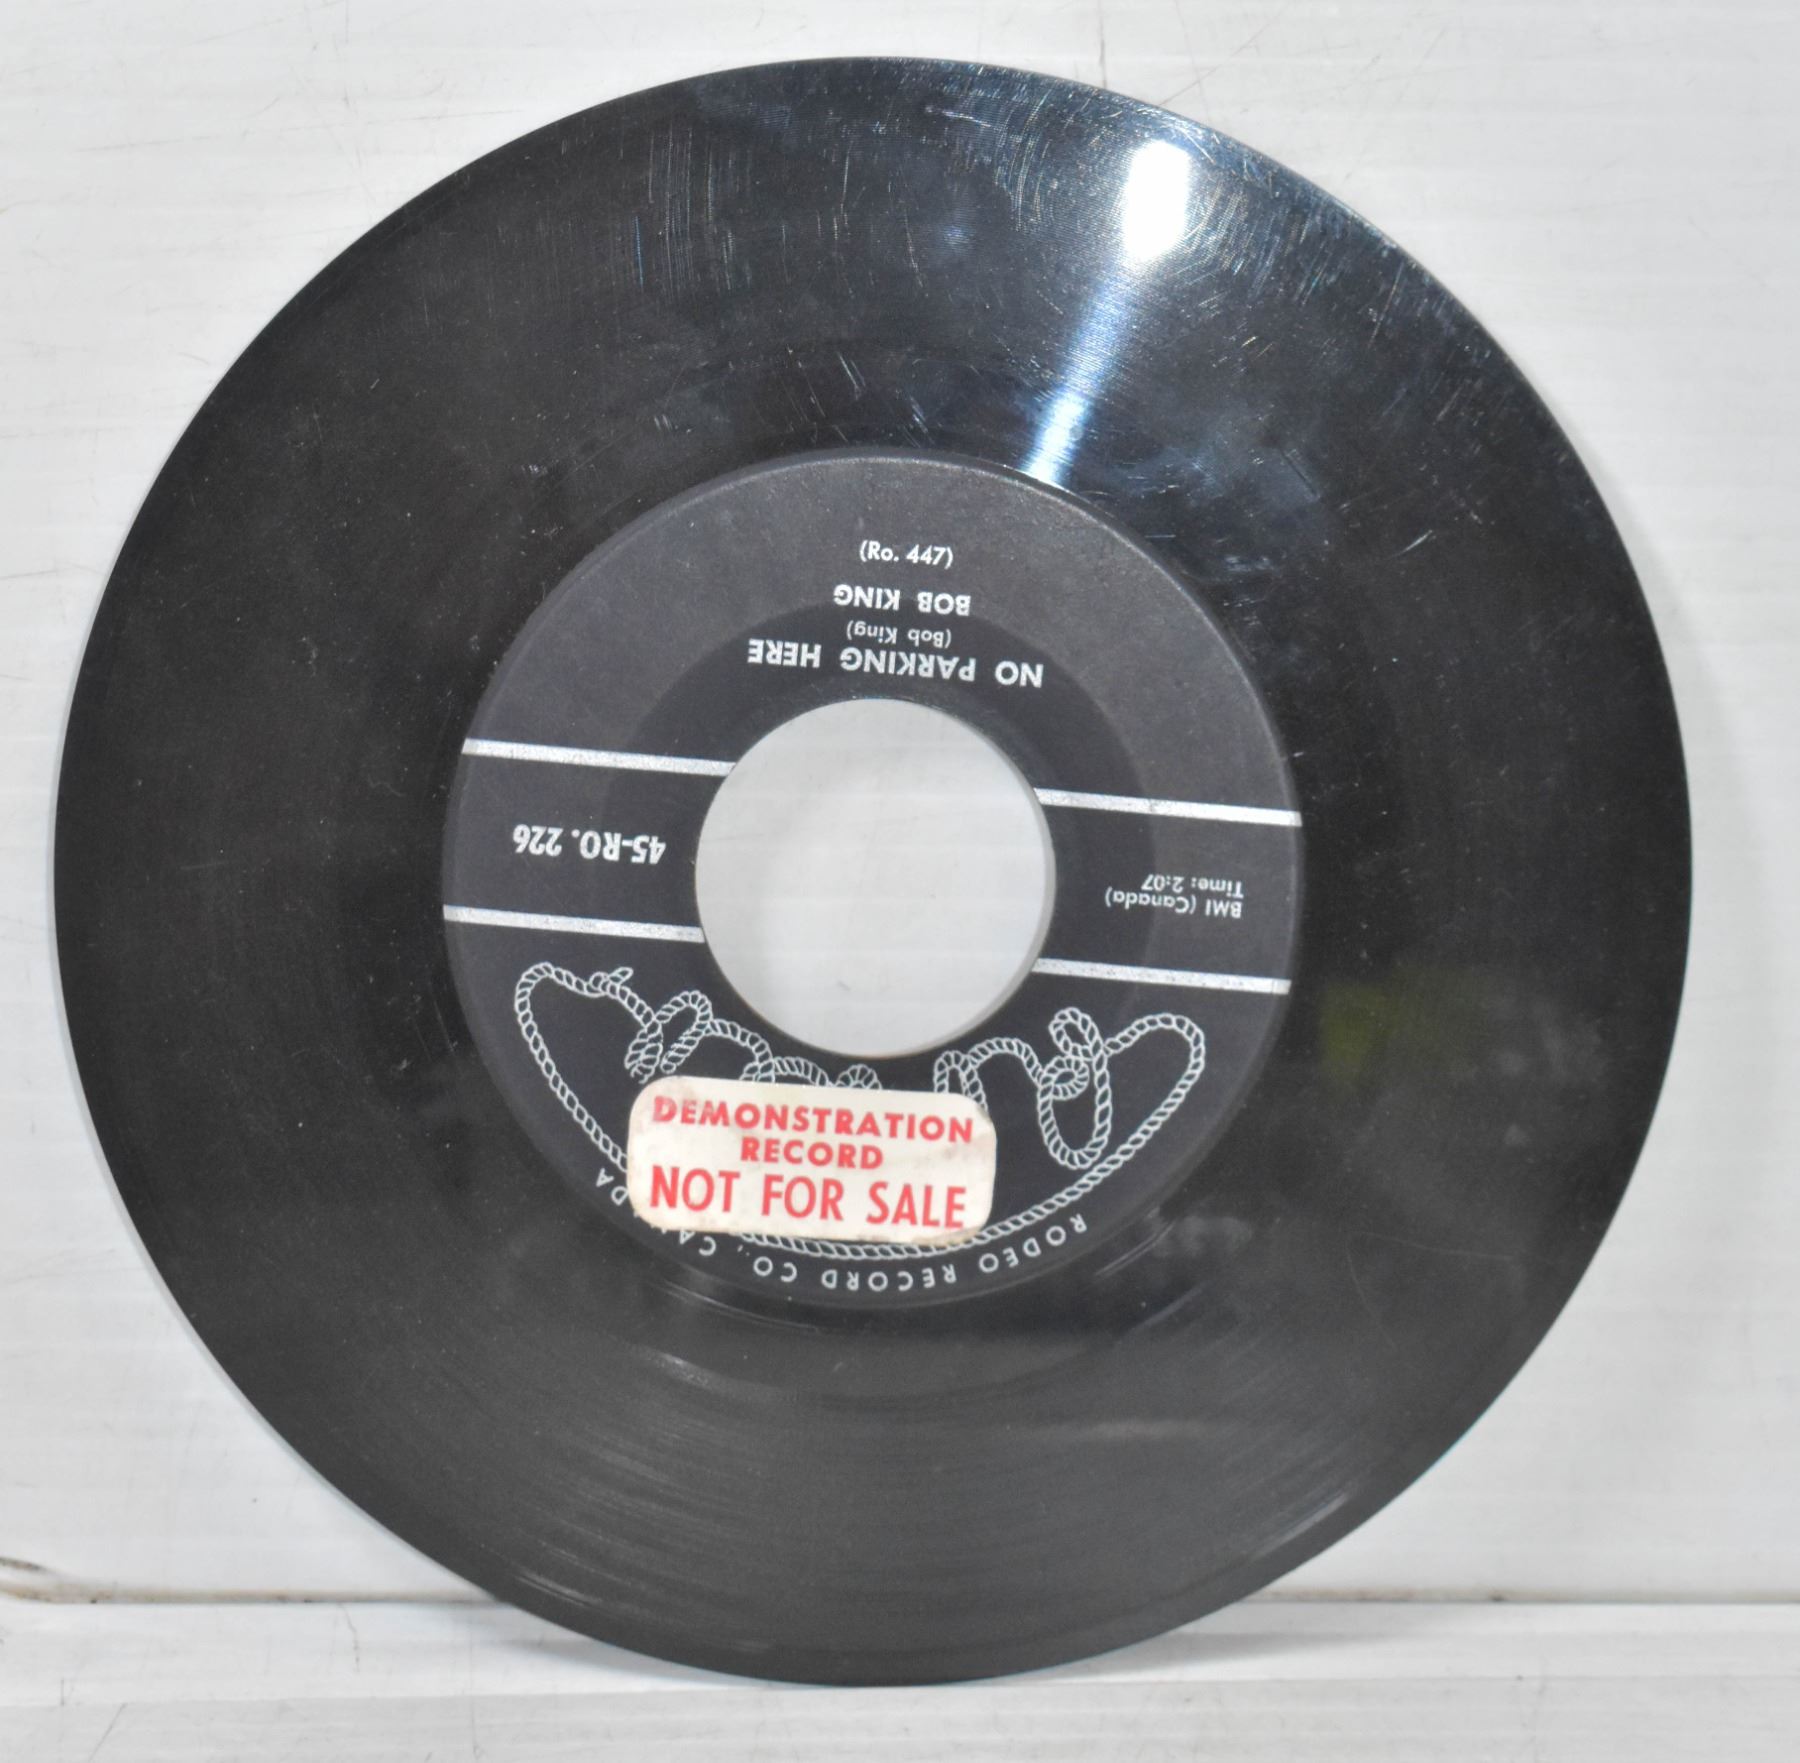 DEMONSTRATION
RECORD
NOT FOR SALE
RODEO RECORD CO.,
BMI (Canada)
Time: 2:07
45-RO. 226
NO PARKING HERE
(Bob King)
BOB KING
(Ro. 447)